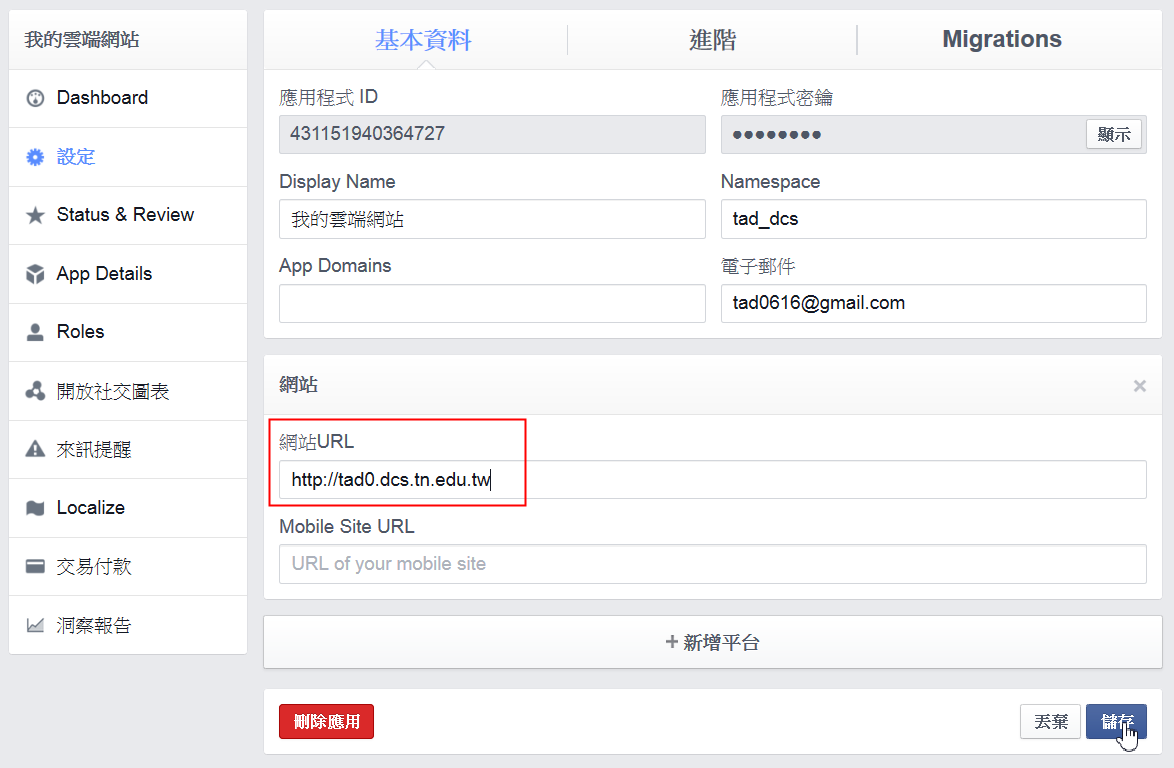 我的雲端網站
Dashboard
設定
Status & Review
App Details
Roles
開放社交圖表
來訊提醒
Localize
交易付款
洞察報告
基本資料
進階
Migrations
應用程式 ID
應用程式密鑰
431151940364727
●●●●●●●●
顯示
Display Name
Namespace
我的雲端網站
tad_dcs
App Domains
電子郵件
tad0616@gmail.com
網站
×
網站URL
http://tad0.dcs.tn.edu.tw
Mobile Site URL
URL of your mobile site
+ 新增平台
刪除應用
丟棄
儲存